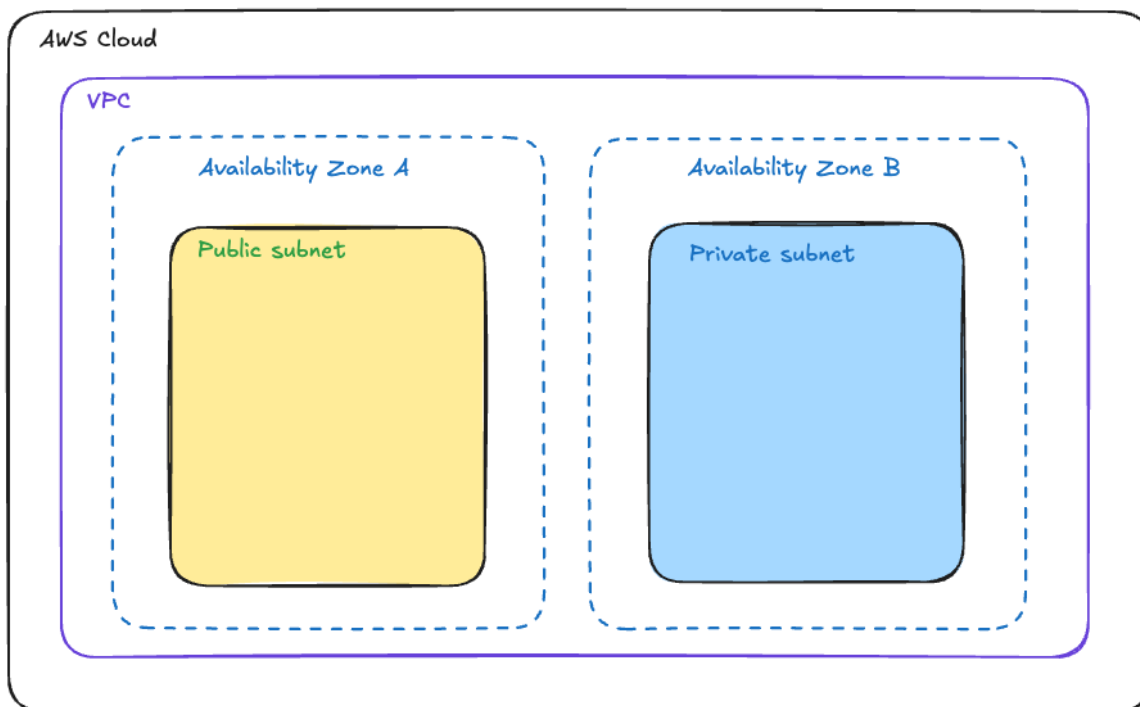 AWS Cloud
VPC
Availability Zone A
Availability Zone B
Public subnet
Private subnet